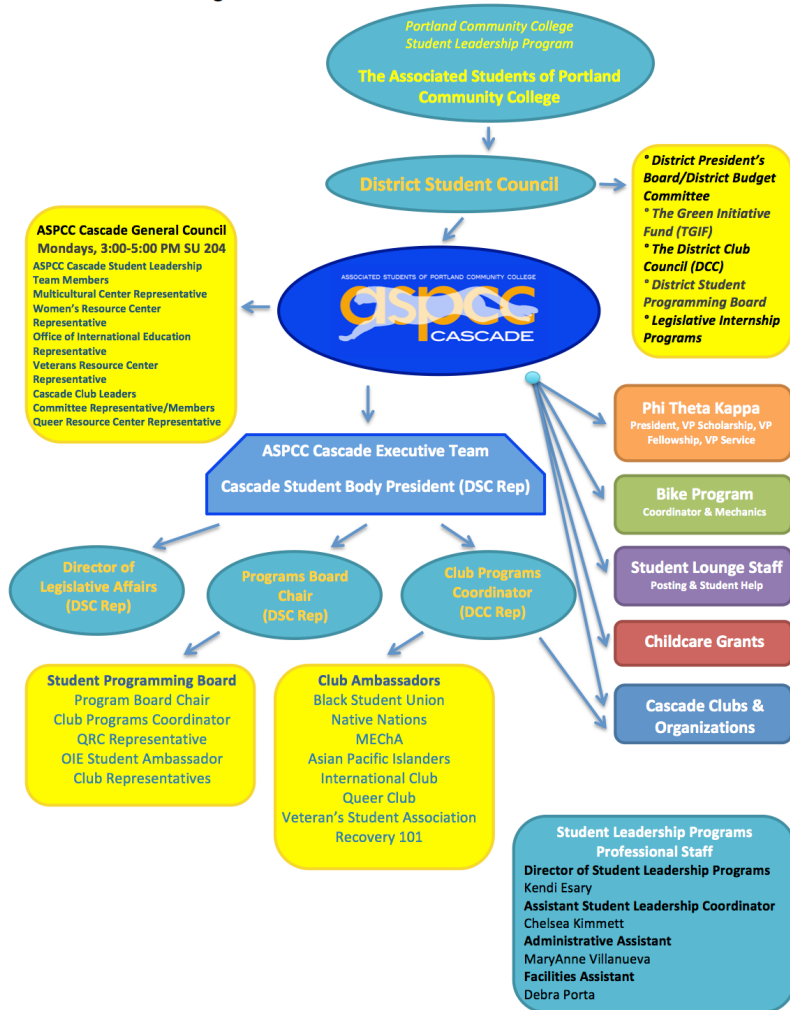 Portland Community College
Student Leadership Program
The Associated Students of Portland
Community College
District Student Council
° District President's
Board/District Budget
Committee
° The Green Initiative
Fund (TGIF)
° The District Club
Council (DCC)
° District Student
Programming Board
° Legislative Internship
Programs
ASPCC Cascade General Council
Mondays, 3:00-5:00 PM SU 204
ASPCC Cascade Student Leadership
Team Members
Multicultural Center Representative
Women's Resource Center
Representative
Office of International Education
Representative
Veterans Resource Center
Representative
Cascade Club Leaders
Committee Representative/Members
Queer Resource Center Representative
ASSOCIATED STUDENTS OF PORTLAND COMMUNITY COLLEGE
aspcc
CASCADE
Phi Theta Kappa
President, VP Scholarship, VP
Fellowship, VP Service
Bike Program
Coordinator & Mechanics
Student Lounge Staff
Posting & Student Help
Childcare Grants
Cascade Clubs &
Organizations
ASPCC Cascade Executive Team
Cascade Student Body President (DSC Rep)
Director of
Legislative Affairs
(DSC Rep)
Programs Board
Chair
(DSC Rep)
Club Programs
Coordinator
(DCC Rep)
Student Programming Board
Program Board Chair
Club Programs Coordinator
QRC Representative
OIE Student Ambassador
Club Representatives
Club Ambassadors
Black Student Union
Native Nations
MEChA
Asian Pacific Islanders
International Club
Queer Club
Veteran's Student Association
Recovery 101
Student Leadership Programs
Professional Staff
Director of Student Leadership Programs
Kendi Esary
Assistant Student Leadership Coordinator
Chelsea Kimmett
Administrative Assistant
MaryAnne Villanueva
Facilities Assistant
Debra Porta